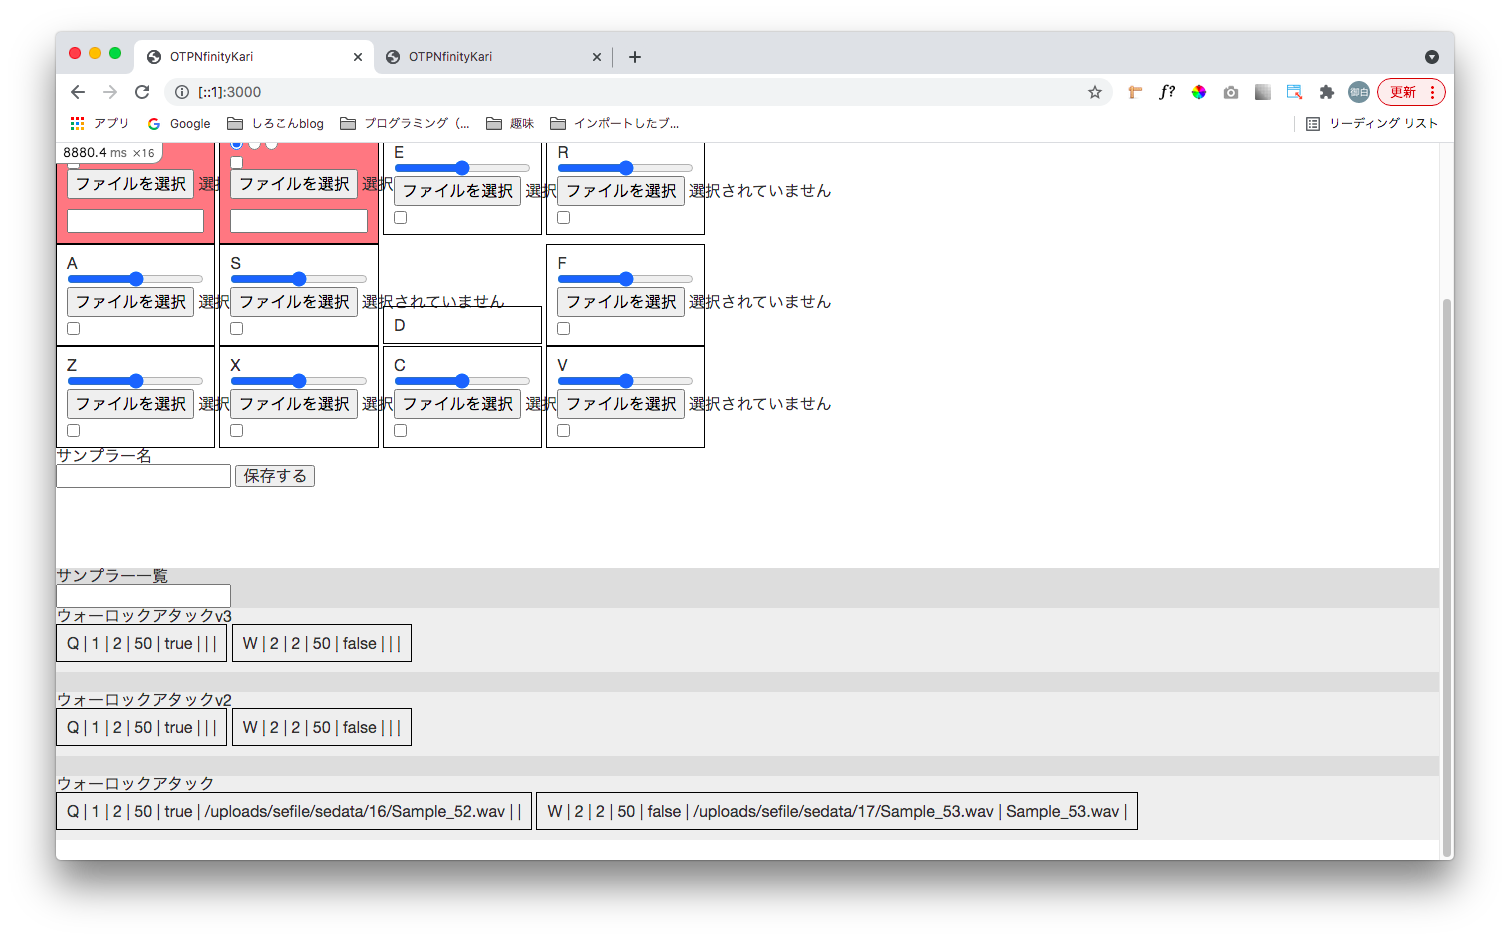 OTPNfinityKari
OTPNfinityKari
[::1]:3000
f?
御白
更新
アプリ
Google
しろこんblog
プログラミング（...
趣味
インポートしたブ...
リーディング リスト
8880.4 ms ×16
E
R
ファイルを選択 選択
ファイルを選択 選択
ファイルを選択 選択
ファイルを選択 選択されていません
A
S
F
ファイルを選択 選択
ファイルを選択 選択されていません
ファイルを選択 選択されていません
D
Z
X
C
V
ファイルを選択 選択
ファイルを選択 選択
ファイルを選択 選択
ファイルを選択 選択されていません
サンプラー名
保存する
サンプラー一覧
ウォーロックアタックv3
Q | 1 | 2 | 50 | true | | |
W | 2 | 2 | 50 | false | | |
ウォーロックアタックv2
Q | 1 | 2 | 50 | true | | |
W | 2 | 2 | 50 | false | | |
ウォーロックアタック
Q | 1 | 2 | 50 | true | /uploads/sefile/sedata/16/Sample_52.wav | |
W | 2 | 2 | 50 | false | /uploads/sefile/sedata/17/Sample_53.wav | Sample_53.wav |